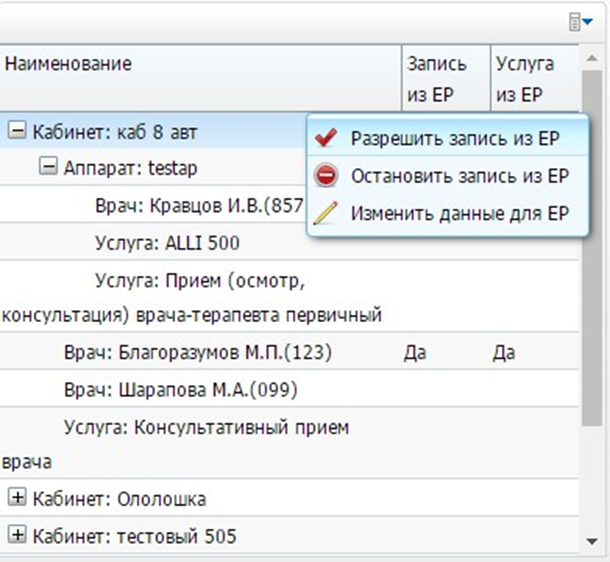 Наименование
Запись
из ЕР
Услуга
из ЕР
Кабинет: каб 8 авт
Разрешить запись из ЕР
Аппарат: testap
Остановить запись из ЕР
Врач: Кравцов И.В.(857
Изменить данные для ЕР
Услуга: ALLI 500
Услуга: Прием (осмотр,
консультация) врача-терапевта первичный
Врач: Благоразумов М.П.(123) Да Да
Врач: Шарапова М.А.(099)
Услуга: Консультативный прием
врача
Кабинет: Ололошка
Кабинет: тестовый 505